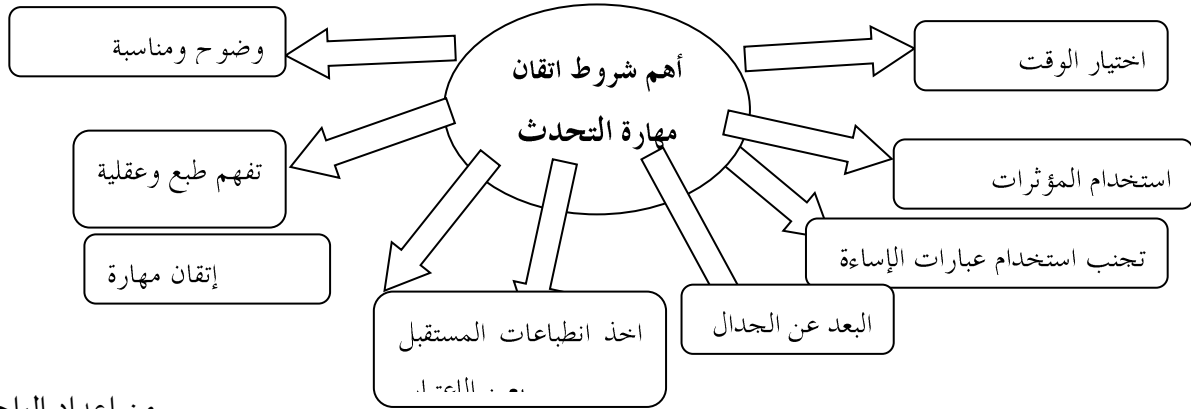 أهم شروط اتقان
مهارة التحدث
اختيار الوقت
وضوح ومناسبة
استخدام المؤثرات
تفهم طبع وعقلية
تجنب استخدام عبارات الإساءة
إتقان مهارة
البعد عن الجدال
اخذ انطباعات المستقبل